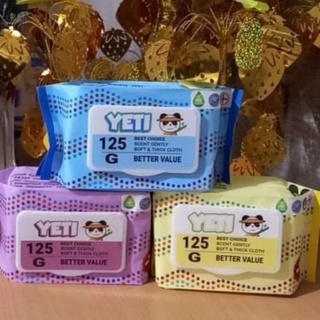 YETI
125
G
BEST CHOICE
SCENT GENTLY
SOFT & THICK CLOTH
BETTER VALUE
YETI
125
G
BEST CHOICE
SCENT GENTLY
SOFT & THICK CLOTH
BETTER VALUE
YETI
125
G
BEST CHOICE
SCENT GENTLY
SOFT & THICK CLOTH
BETTER VALUE